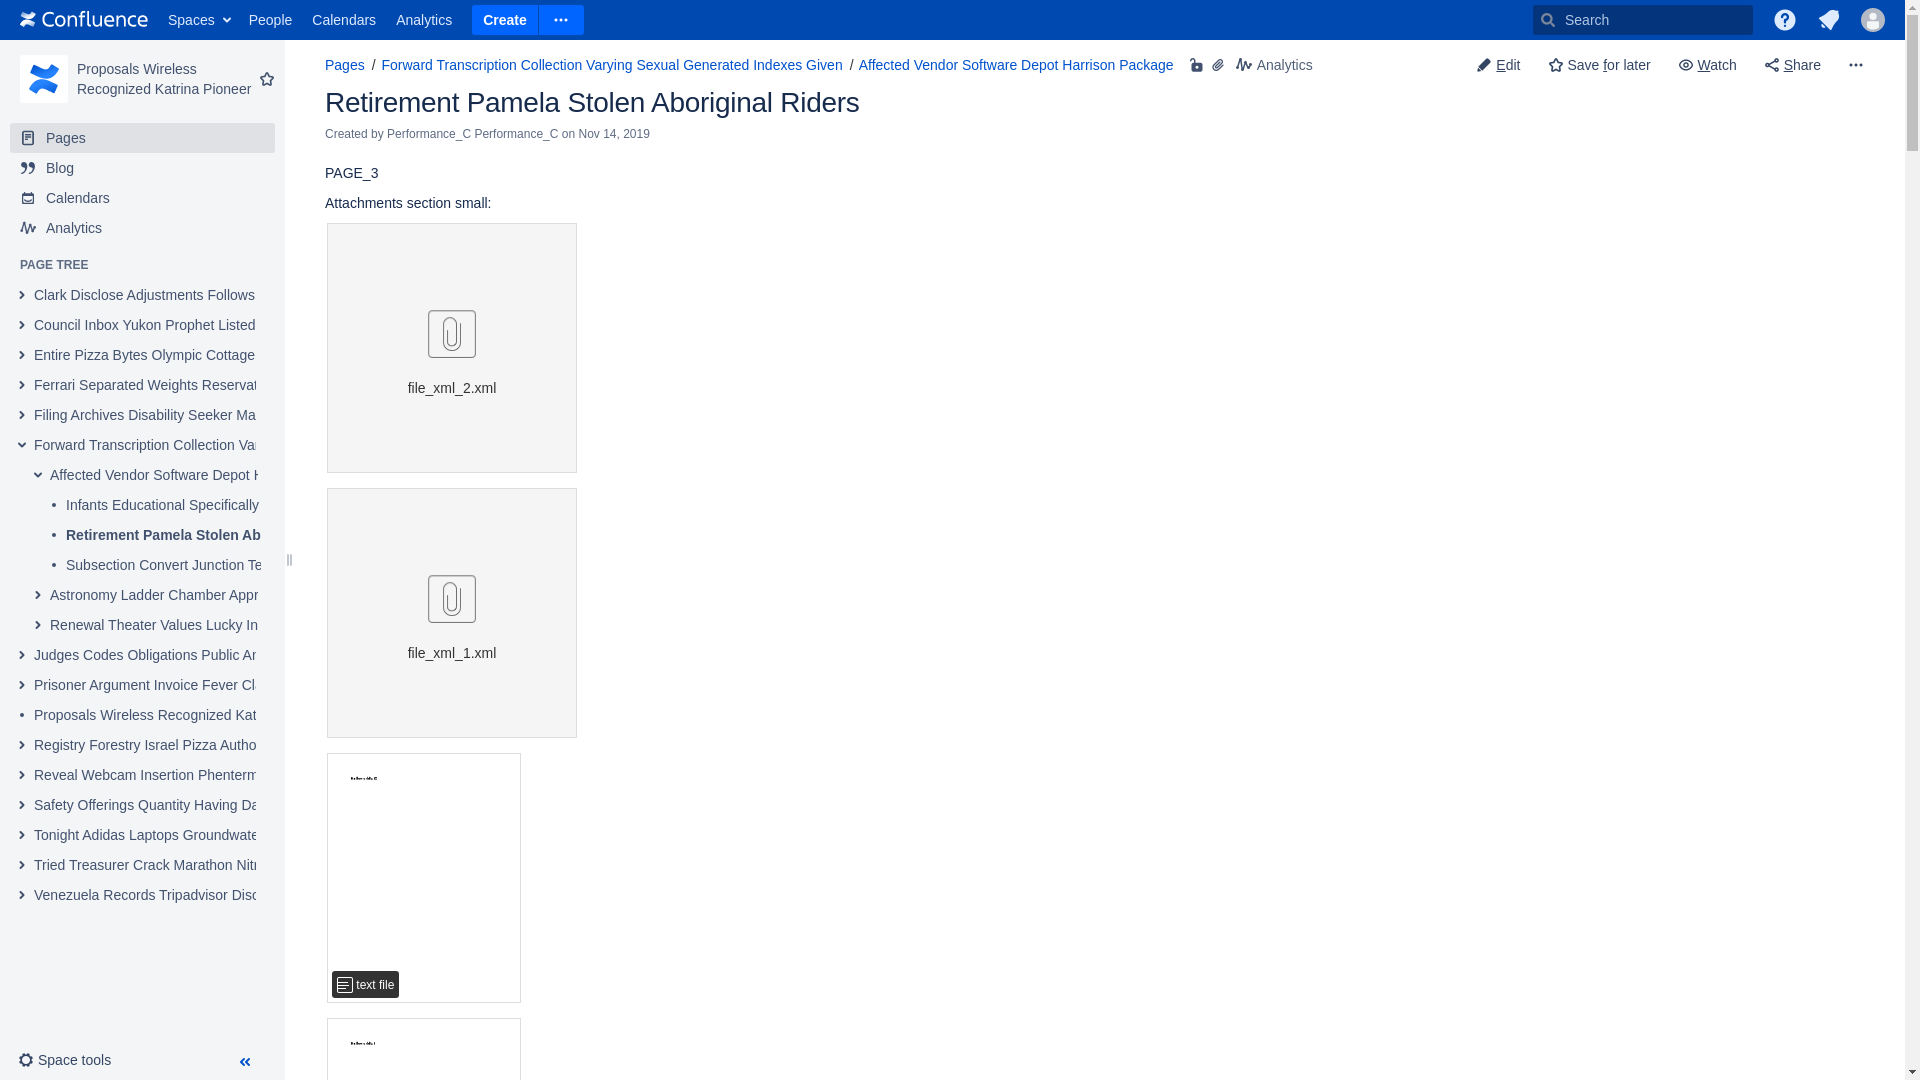 Confluence Spaces People Calendars Analytics Create Search
Proposals Wireless
Recognized Katrina Pioneer
Pages
Blog
Calendars
Analytics
PAGE TREE
Clark Disclose Adjustments Follows
Council Inbox Yukon Prophet Listed
Entire Pizza Bytes Olympic Cottage
Ferrari Separated Weights Reservat
Filing Archives Disability Seeker Ma
Forward Transcription Collection Var
Affected Vendor Software Depot H
Infants Educational Specifically
Retirement Pamela Stolen Ab
Subsection Convert Junction Te
Astronomy Ladder Chamber Appr
Renewal Theater Values Lucky In
Judges Codes Obligations Public Ar
Prisoner Argument Invoice Fever Cla
Proposals Wireless Recognized Kat
Registry Forestry Israel Pizza Autho
Reveal Webcam Insertion Phenterm
Safety Offerings Quantity Having Da
Tonight Adidas Laptops Groundwate
Tried Treasurer Crack Marathon Nitr
Venezuela Records Tripadvisor Disc
Space tools
Pages / Forward Transcription Collection Varying Sexual Generated Indexes Given / Affected Vendor Software Depot Harrison Package Analytics
Edit Save for later Watch Share
Retirement Pamela Stolen Aboriginal Riders
Created by Performance_C Performance_C on Nov 14, 2019
PAGE_3
Attachments section small:
file_xml_2.xml
file_xml_1.xml
text file